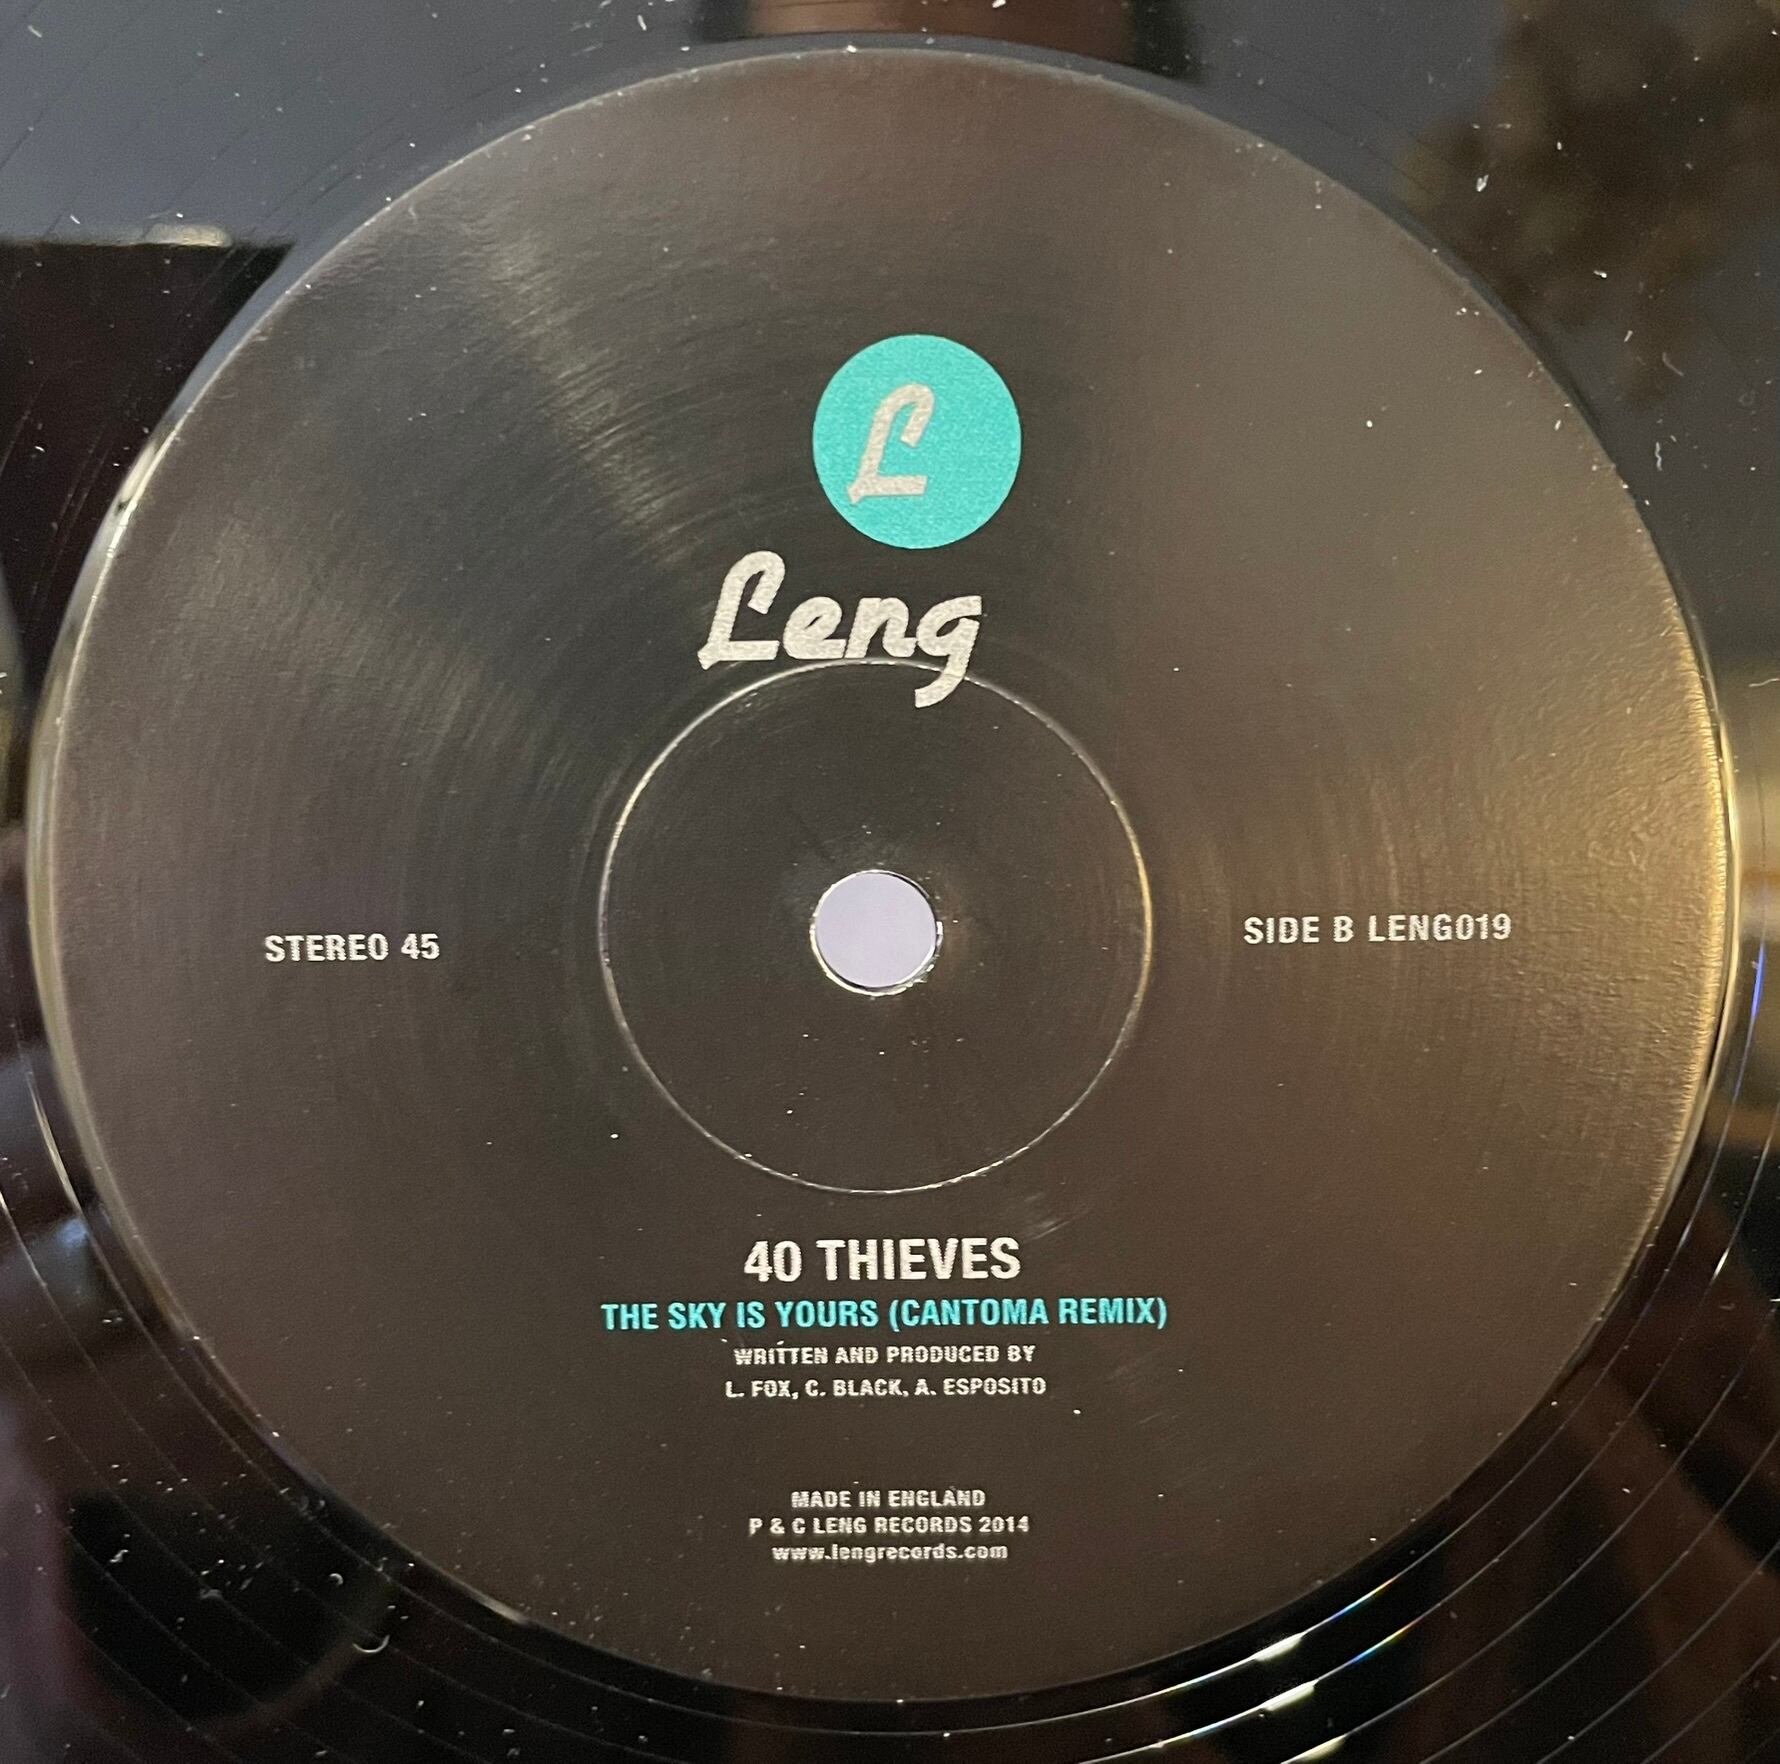 L
Leng
STEREO 45
SIDE B LENG019
40 THIEVES
THE SKY IS YOURS (CANTOMA REMIX)
WRITTEN AND PRODUCED BY
L. FOX, C. BLACK, A. ESPOSITO
MADE IN ENGLAND
P & C LENG RECORDS 2014
www.lengrecords.com